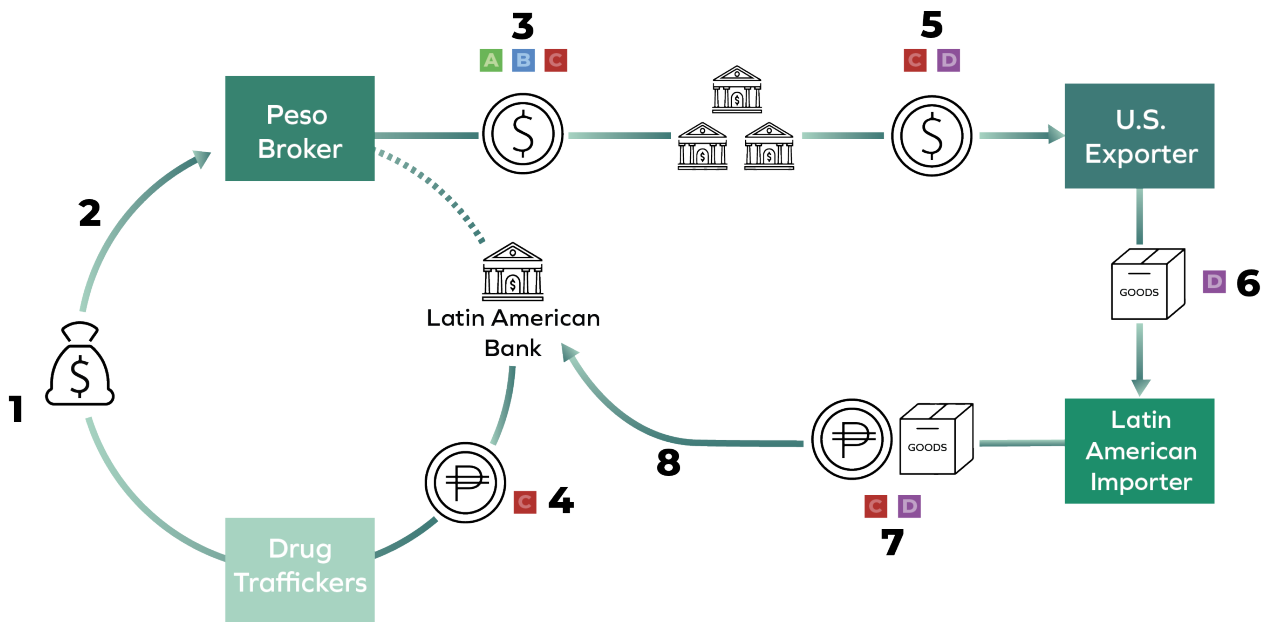 3
A B C
5
C D
Peso
Broker
$
$
$
$
$
U.S.
Exporter
2
$
Latin American
Bank
GOODS
D 6
$
1
8
₱
GOODS
Latin
American
Importer
₱
C 4
C D
7
Drug
Traffickers